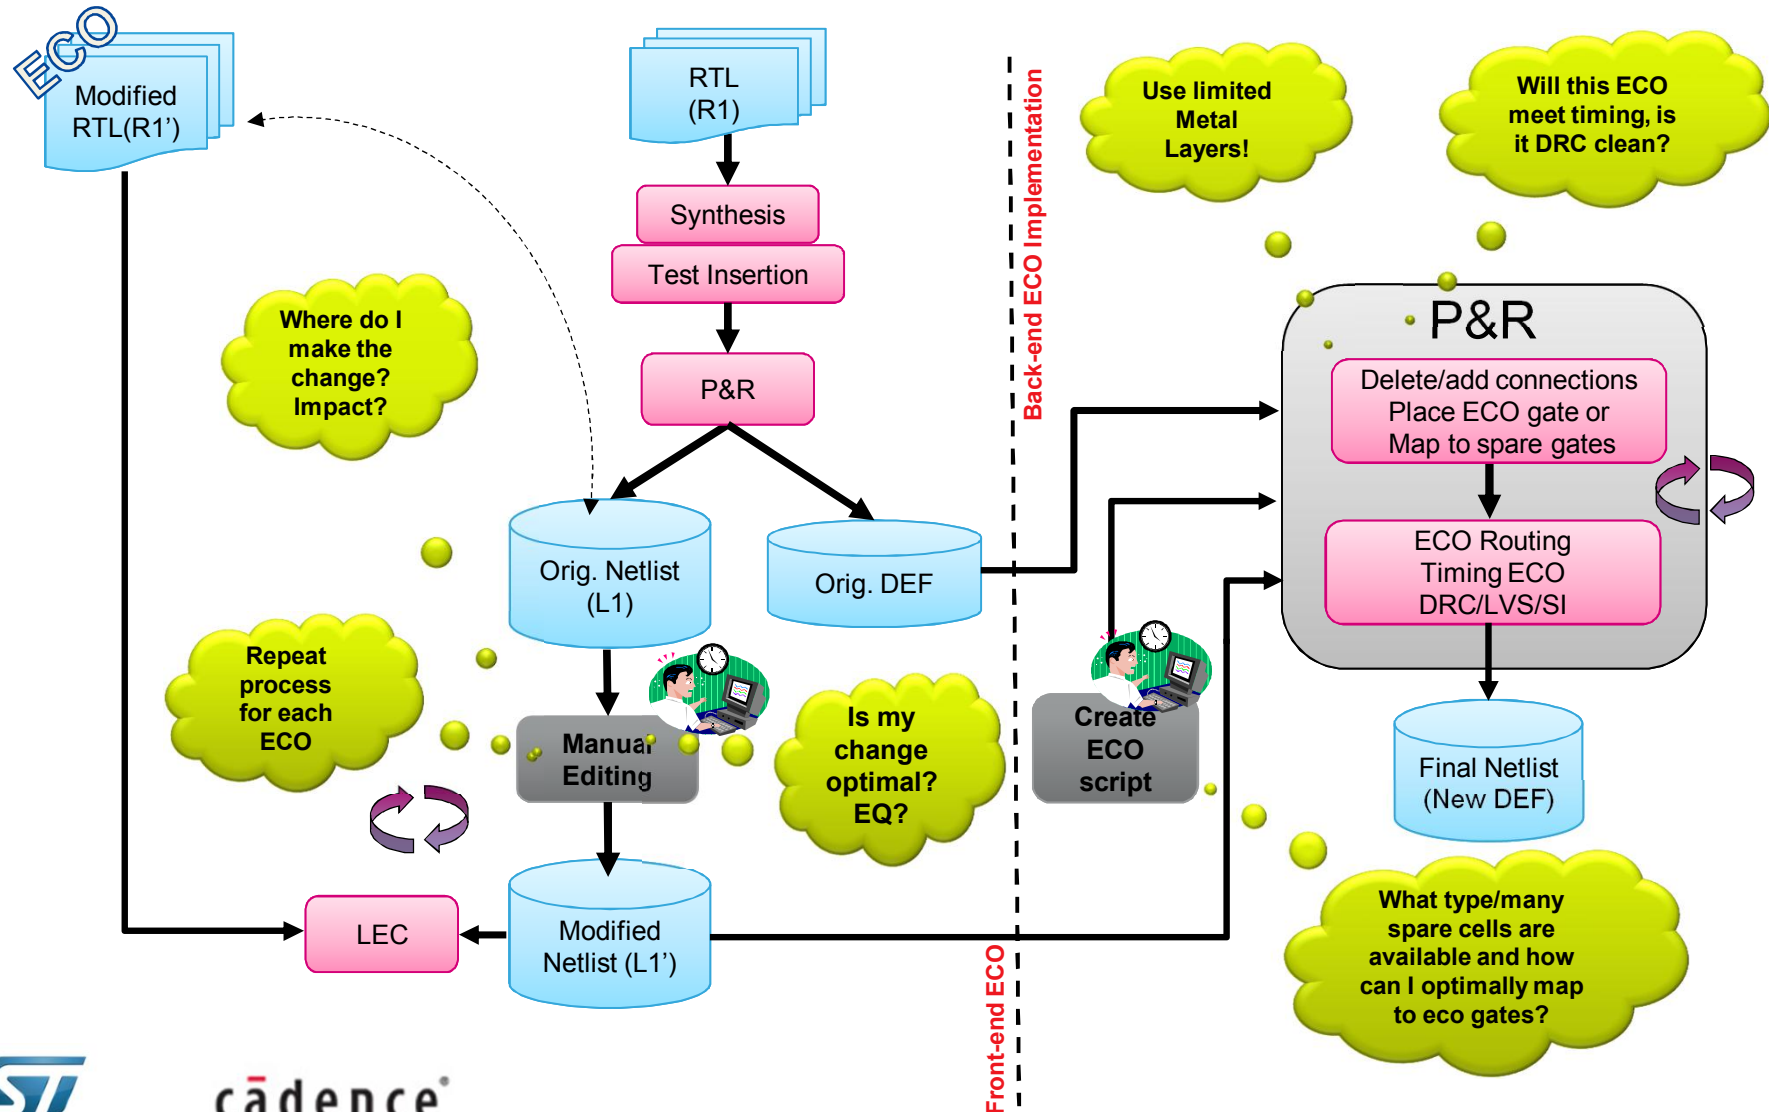 ECO
Modified
RTL(R1')
RTL
(R1)
Synthesis
Test Insertion
P&R
Where do I
make the
change?
Impact?
Orig. Netlist
(L1)
Orig. DEF
Repeat
process
for each
ECO
Manual
Editing
Is my
change
optimal?
EQ?
LEC
Modified
Netlist (L1')
Back-end ECO Implementation
Front-end ECO
Use limited
Metal
Layers!
Will this ECO
meet timing, is
it DRC clean?
P&R
Delete/add connections
Place ECO gate or
Map to spare gates
ECO Routing
Timing ECO
DRC/LVS/SI
Create
ECO
script
Final Netlist
(New DEF)
What type/many
spare cells are
available and how
can I optimally map
to eco gates?
ST
cādence®